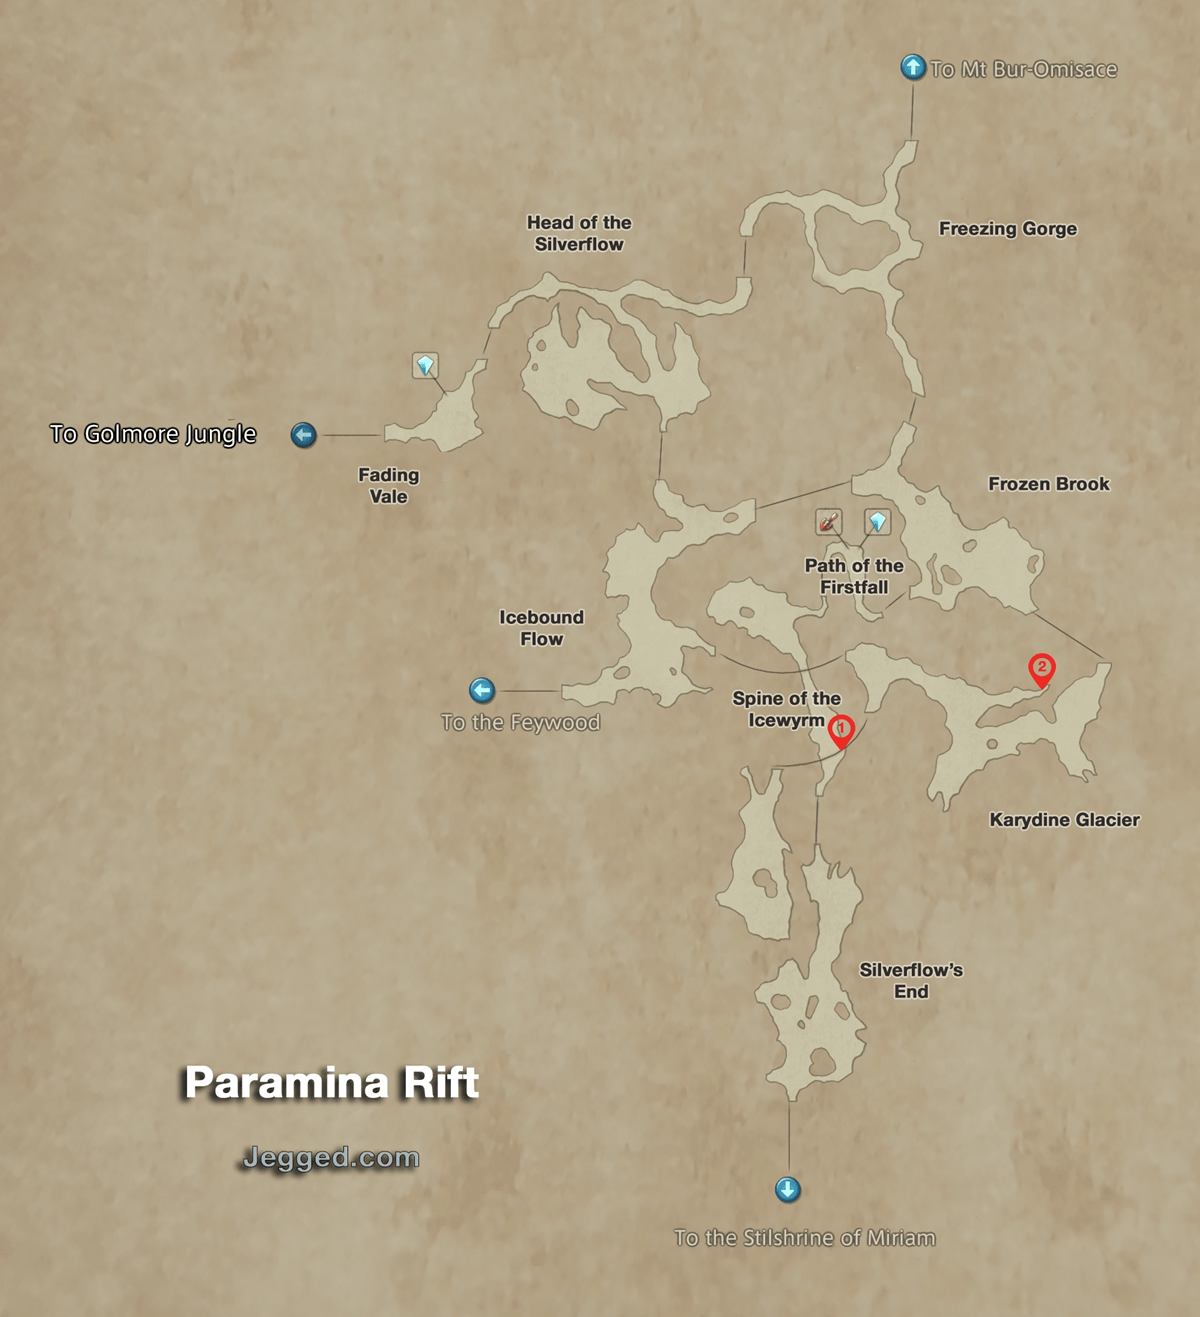 To Mt Bur-Omisace
Head of the
Silverflow
Freezing Gorge
To Golmore Jungle
Fading
Vale
Frozen Brook
Path of the
Firstfall
Icebound
Flow
To the Feywood
2
Spine of the
Icewyrm
1
Karydine Glacier
Silverflow's
End
Paramina Rift
Jegged.com
To the Stilshrine of Miriam